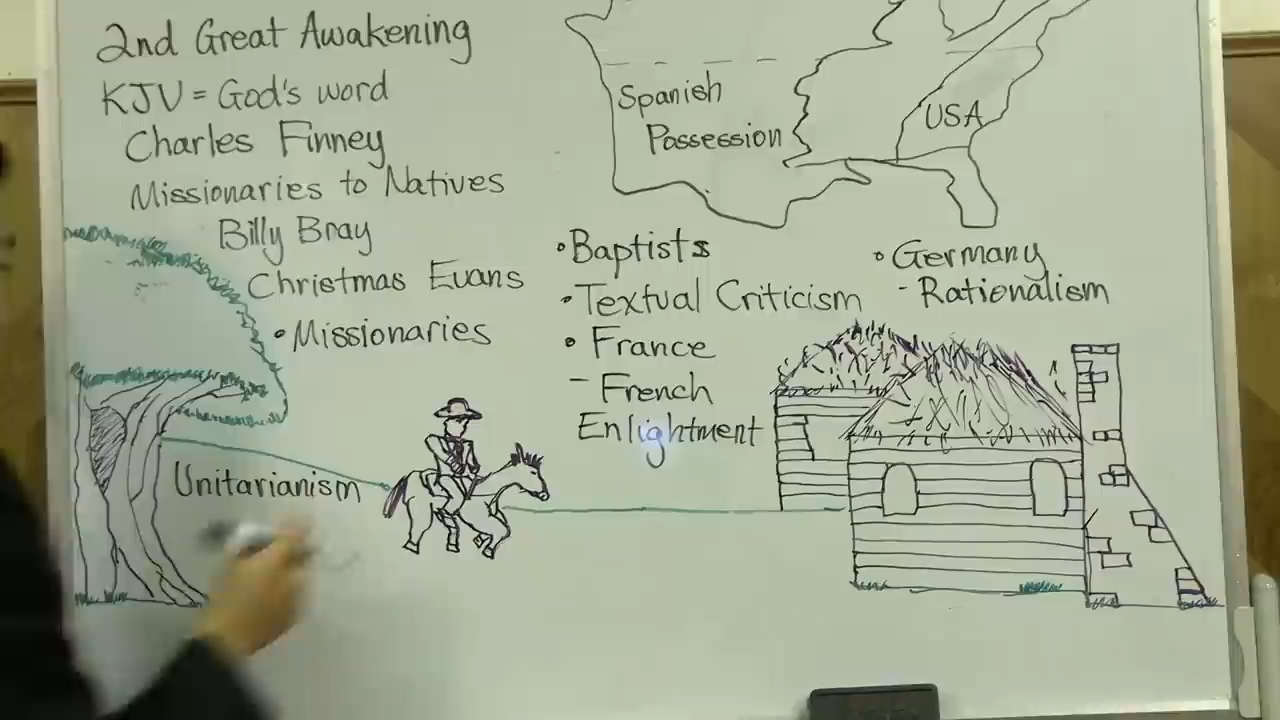 2nd Great Awakening
KJV = God's word
Charles Finney
Missionaries to Natives
Billy Bray
Christmas Evans
• Missionaries
Unitarianism
Spanish
Possession
USA
• Baptists
• Textual Criticism
• France
- French
Enlightment
• Germany
- Rationalism